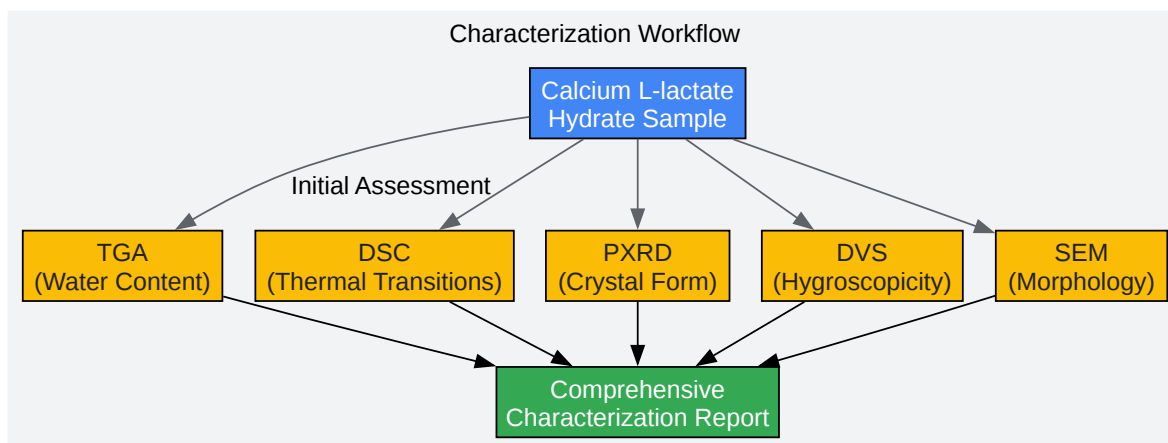 Characterization Workflow
Calcium L-lactate
Hydrate Sample
Initial Assessment
TGA
(Water Content)
DSC
(Thermal Transitions)
PXRD
(Crystal Form)
DVS
(Hygroscopicity)
SEM
(Morphology)
Comprehensive
Characterization Report